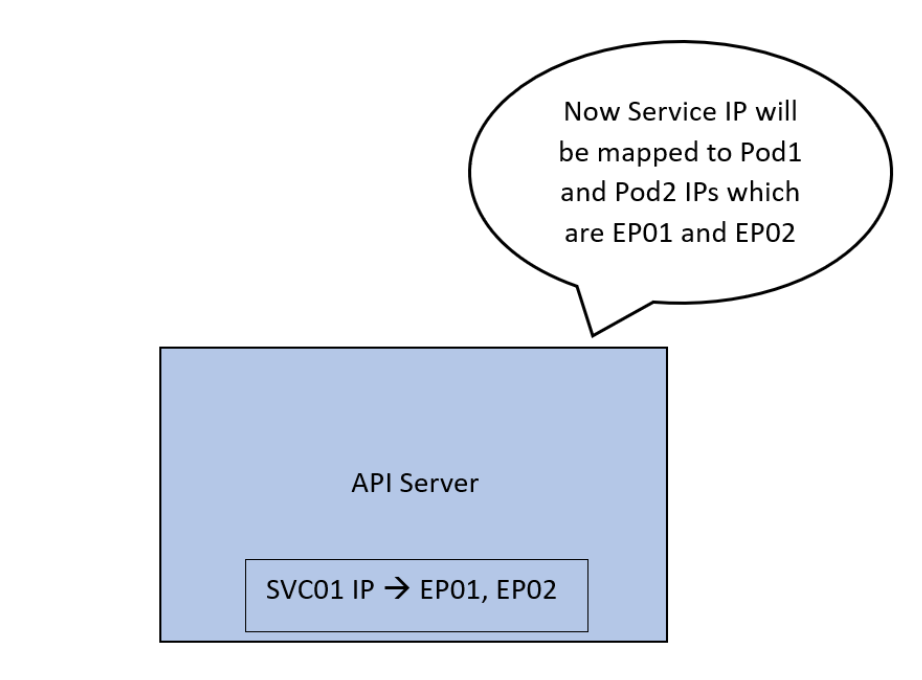 Now Service IP will
be mapped to Pod1
and Pod2 IPs which
are EP01 and EP02
API Server
SVC01 IP → EP01, EP02